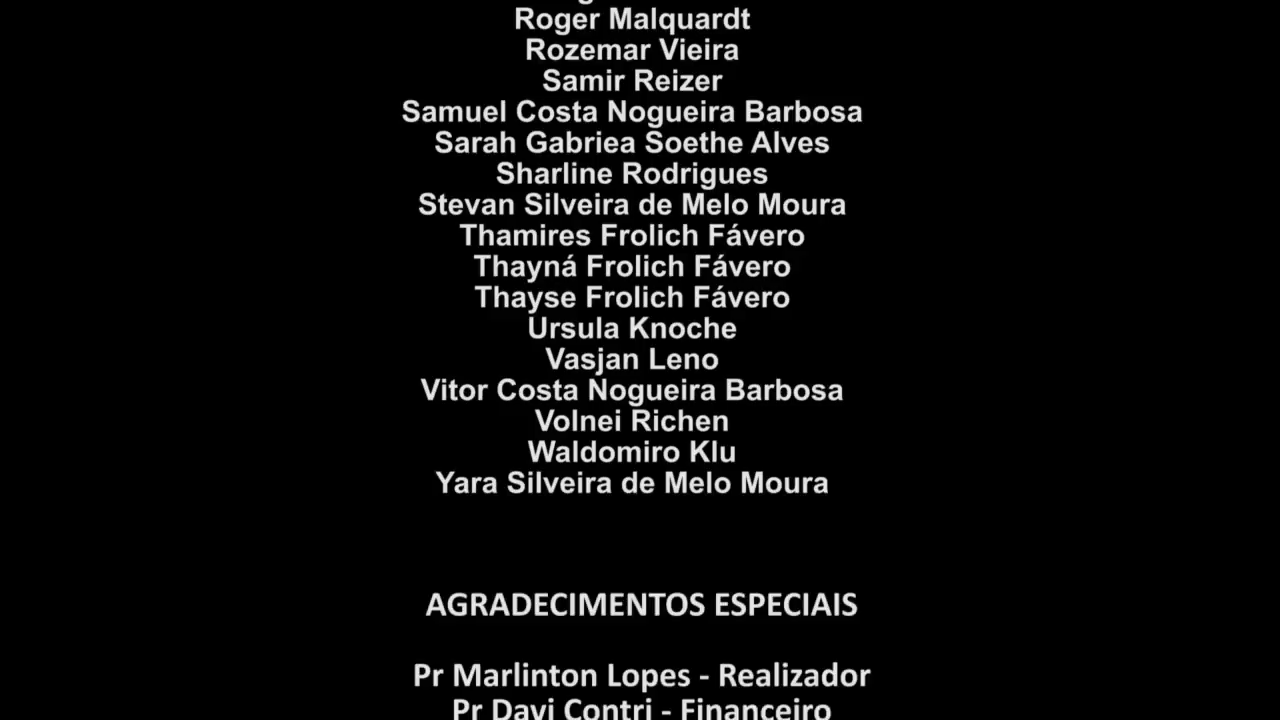 Roger Malquardt
Rozemar Vieira
Samir Reizer
Samuel Costa Nogueira Barbosa
Sarah Gabriea Soethe Alves
Sharline Rodrigues
Stevan Silveira de Melo Moura
Thamires Frolich Fávero
Thayná Frolich Fávero
Thayse Frolich Fávero
Ursula Knoche
Vasjan Leno
Vitor Costa Nogueira Barbosa
Volnei Richen
Waldomiro Klu
Yara Silveira de Melo Moura
AGRADECIMENTOS ESPECIAIS
Pr Marlinton Lopes - Realizador
Pr Davi Contri - Financeiro